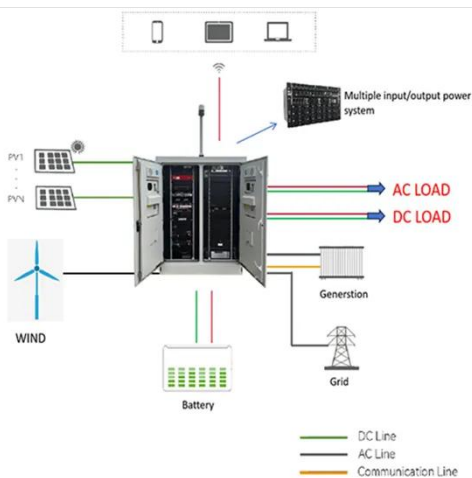 Multiple input/output power
system
PV1
PVN
AC LOAD
DC LOAD
WIND
Generstion
Grid
Battery
DC Line
AC Line
Communication Line